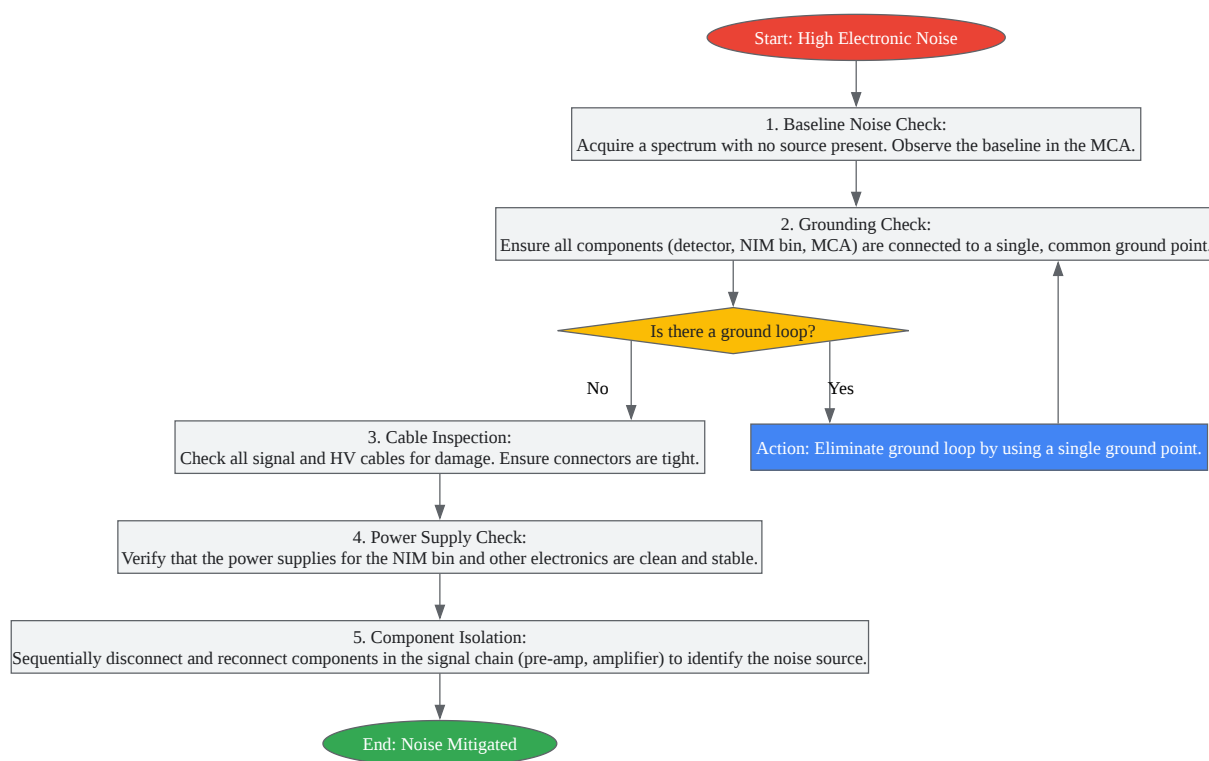 Start: High Electronic Noise
1. Baseline Noise Check:
Acquire a spectrum with no source present. Observe the baseline in the MCA.
2. Grounding Check:
Ensure all components (detector, NIM bin, MCA) are connected to a single, common ground point.
Is there a ground loop?
No
Yes
3. Cable Inspection:
Check all signal and HV cables for damage. Ensure connectors are tight.
Action: Eliminate ground loop by using a single ground point.
4. Power Supply Check:
Verify that the power supplies for the NIM bin and other electronics are clean and stable.
5. Component Isolation:
Sequentially disconnect and reconnect components in the signal chain (pre-amp, amplifier) to identify the noise source.
End: Noise Mitigated